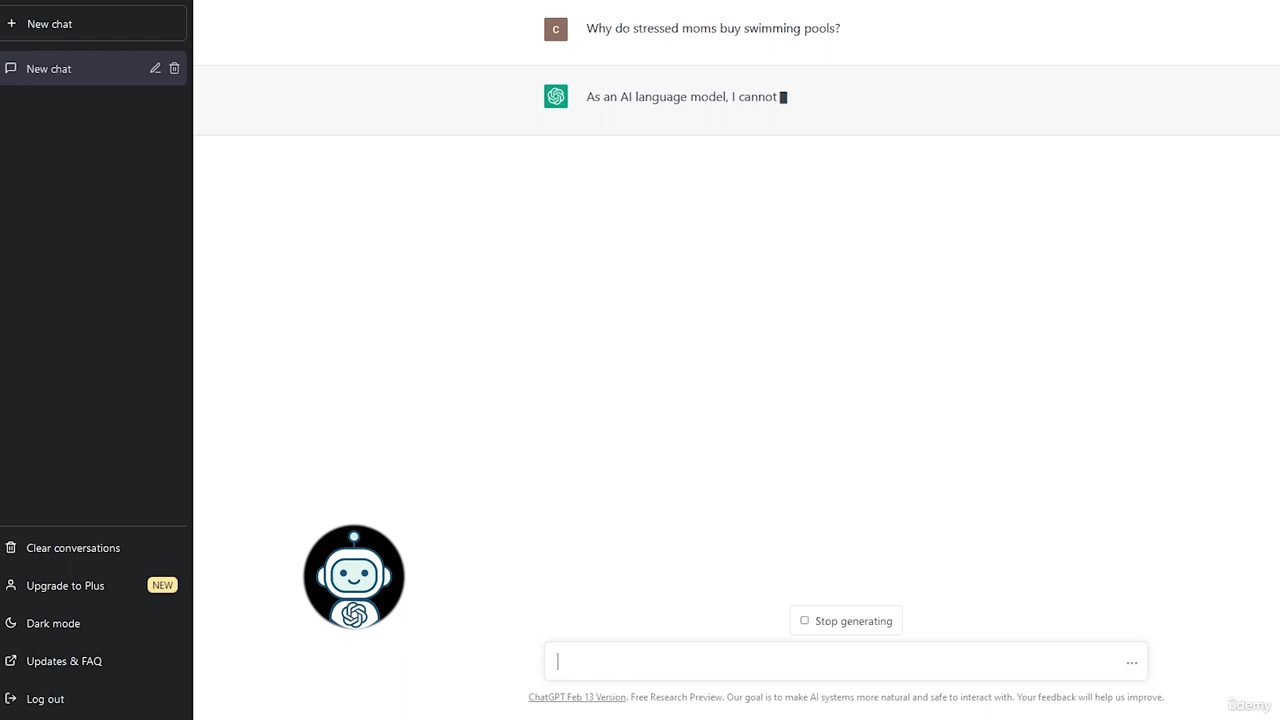 New chat
New chat
Clear conversations
Upgrade to Plus NEW
Dark mode
Updates & FAQ
Log out
C Why do stressed moms buy swimming pools?
As an AI language model, I cannot
Stop generating
ChatGPT Feb 13 Version. Free Research Preview. Our goal is to make AI systems more natural and safe to interact with. Your feedback will help us improve.
ûdemy